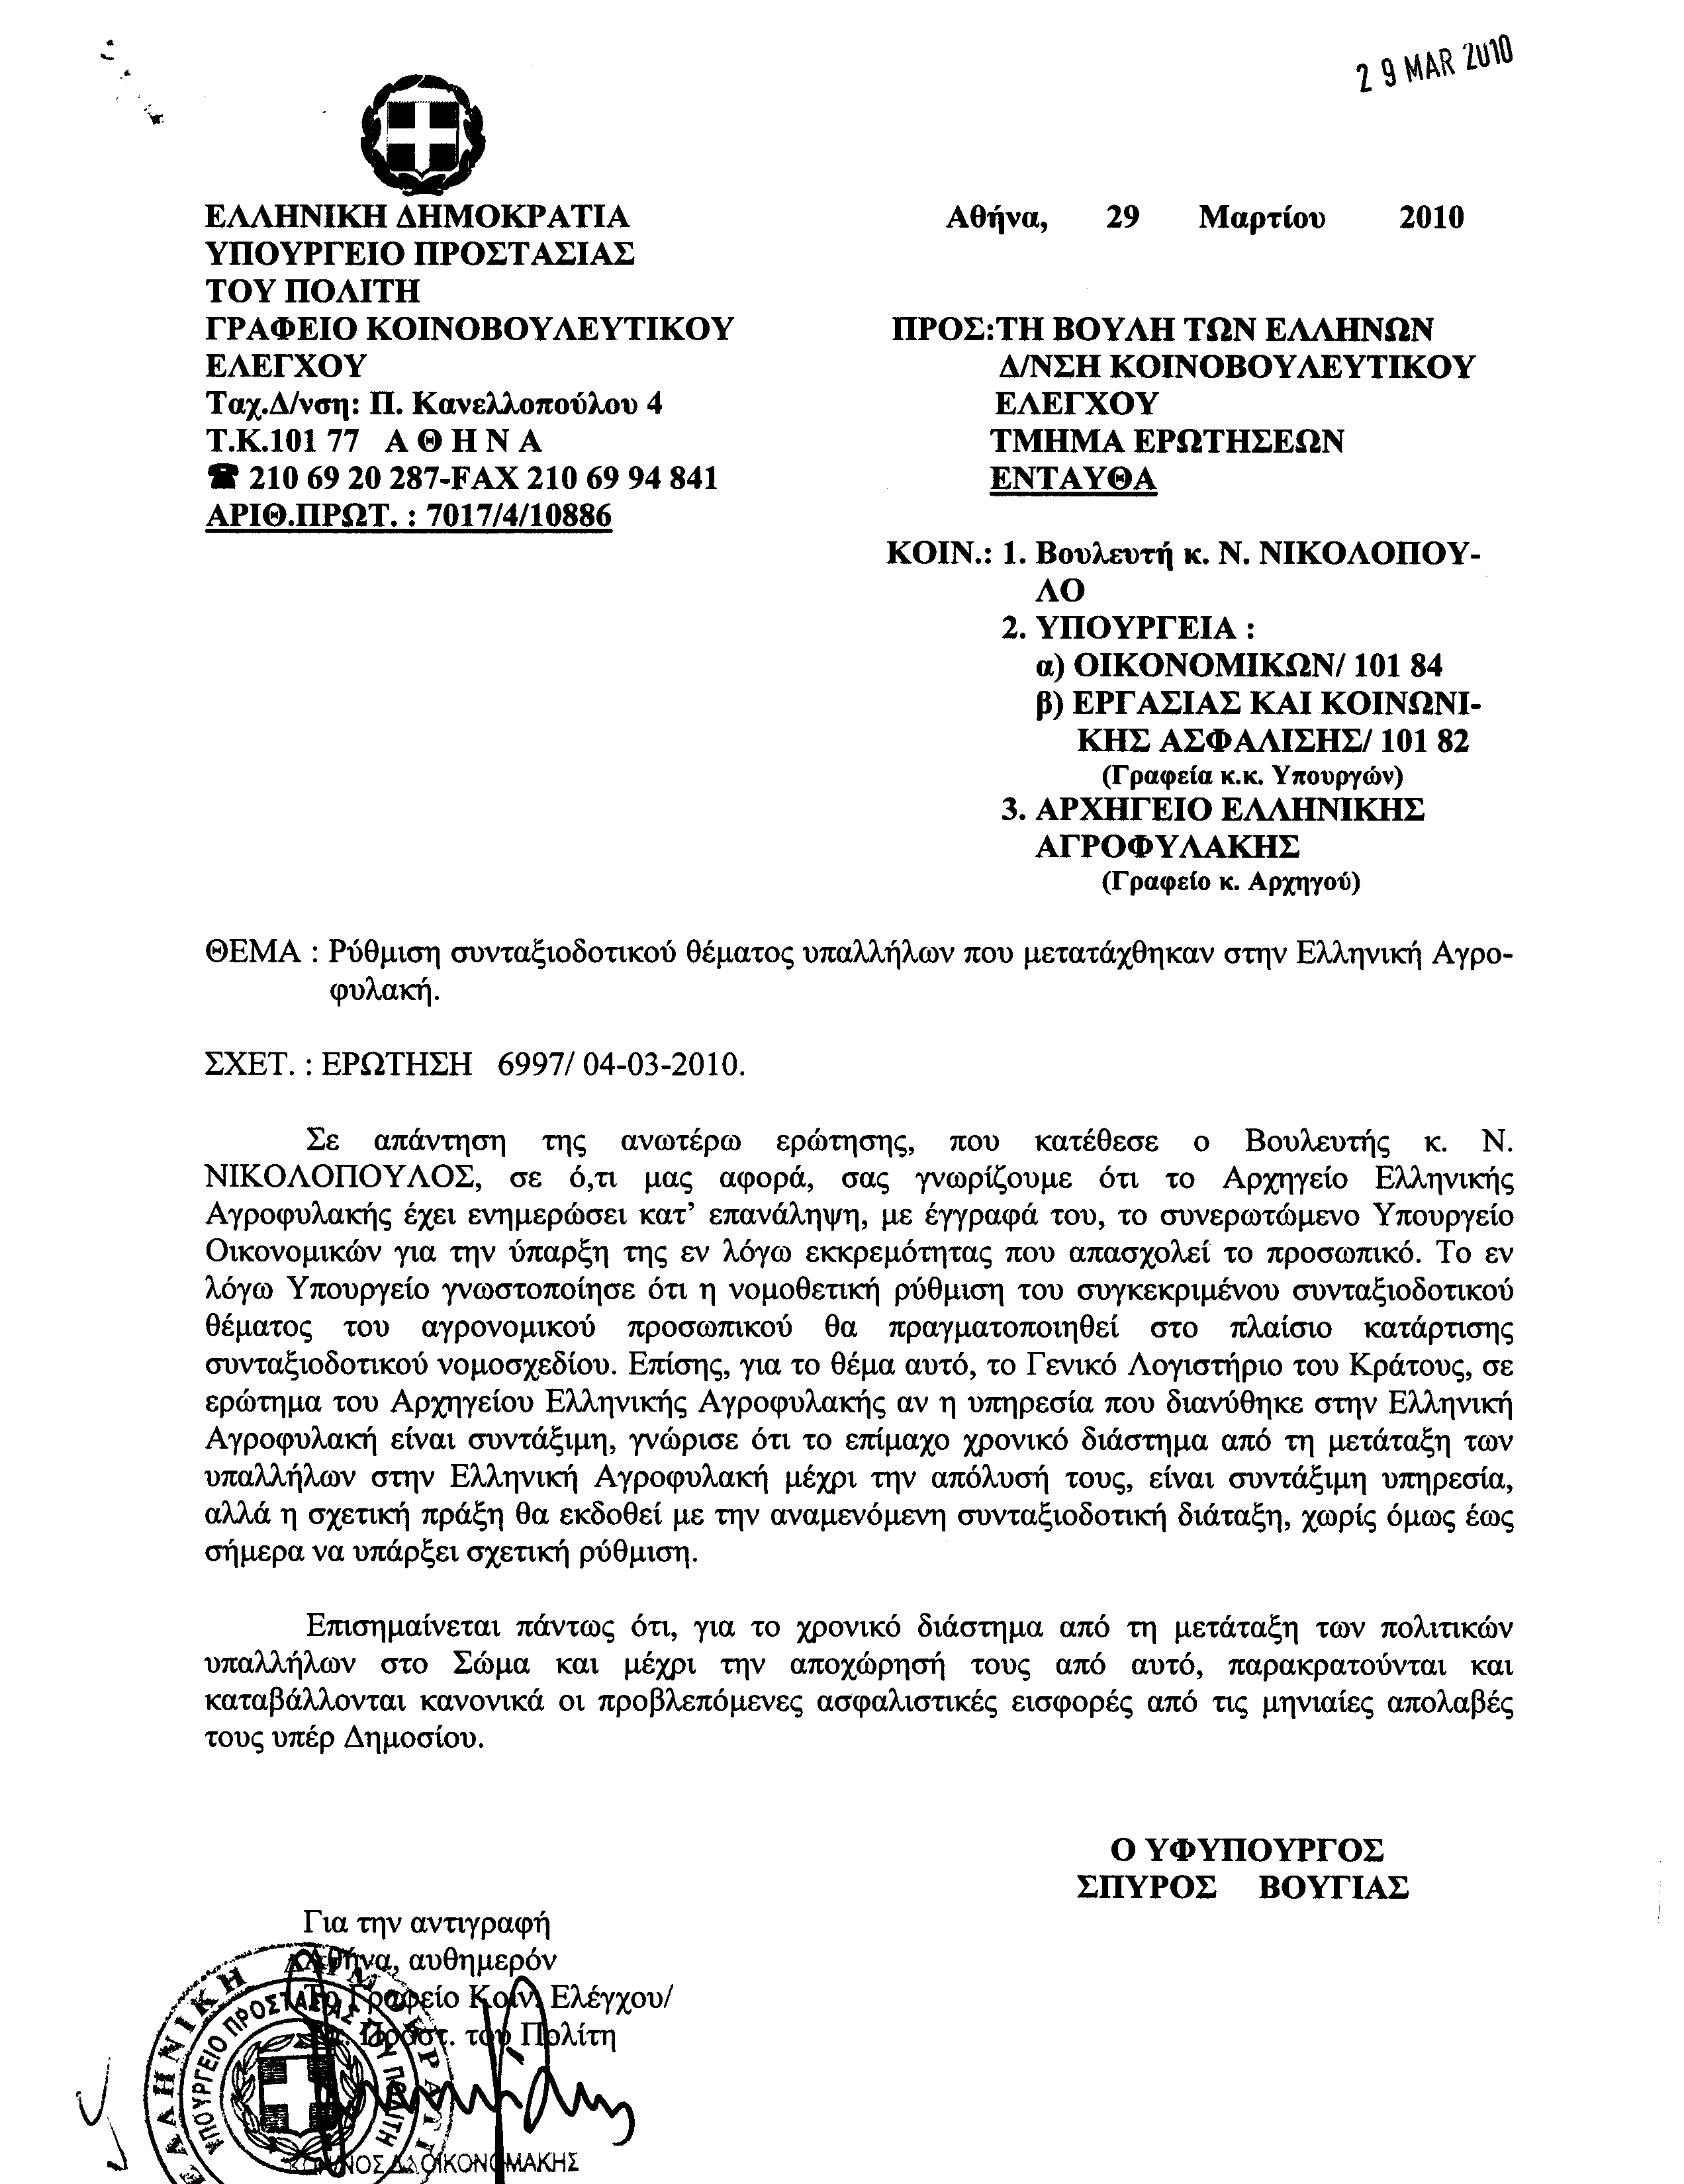 2 9 MAR 2010
ΕΛΛΗΝΙΚΗ ΔΗΜΟΚΡΑΤΙΑ
ΥΠΟΥΡΓΕΙΟ ΠΡΟΣΤΑΣΙΑΣ
ΤΟΥ ΠΟΛΙΤΗ
ΓΡΑΦΕΙΟ ΚΟΙΝΟΒΟΥΛΕΥΤΙΚΟΥ
ΕΛΕΓΧΟΥ
Ταχ.Δ/νση: Π. Κανελλοπούλου 4
Τ.Κ.101 77 Α Θ Η Ν Α
☎ 210 69 20 287-FAX 210 69 94 841
ΑΡΙΘ.ΠΡΩΤ. : 7017/4/10886
Αθήνα, 29 Μαρτίου 2010
ΠΡΟΣ:ΤΗ ΒΟΥΛΗ ΤΩΝ ΕΛΛΗΝΩΝ
Δ/ΝΣΗ ΚΟΙΝΟΒΟΥΛΕΥΤΙΚΟΥ
ΕΛΕΓΧΟΥ
ΤΜΗΜΑ ΕΡΩΤΗΣΕΩΝ
ΕΝΤΑΥΘΑ
ΚΟΙΝ.: 1. Βουλευτή κ. Ν. ΝΙΚΟΛΟΠΟΥ-
ΛΟ
2. ΥΠΟΥΡΓΕΙΑ :
α) ΟΙΚΟΝΟΜΙΚΩΝ/ 101 84
β) ΕΡΓΑΣΙΑΣ ΚΑΙ ΚΟΙΝΩΝΙ-
ΚΗΣ ΑΣΦΑΛΙΣΗΣ/ 101 82
(Γραφεία κ.κ. Υπουργών)
3. ΑΡΧΗΓΕΙΟ ΕΛΛΗΝΙΚΗΣ
ΑΓΡΟΦΥΛΑΚΗΣ
(Γραφείο κ. Αρχηγού)
ΘΕΜΑ : Ρύθμιση συνταξιοδοτικού θέματος υπαλλήλων που μετατάχθηκαν στην Ελληνική Αγρο-
φυλακή.
ΣΧΕΤ. : ΕΡΩΤΗΣΗ 6997/ 04-03-2010.
Σε απάντηση της ανωτέρω ερώτησης, που κατέθεσε ο Βουλευτής κ. Ν.
ΝΙΚΟΛΟΠΟΥΛΟΣ, σε ό,τι μας αφορά, σας γνωρίζουμε ότι το Αρχηγείο Ελληνικής
Αγροφυλακής έχει ενημερώσει κατ’ επανάληψη, με έγγραφά του, το συνερωτώμενο Υπουργείο
Οικονομικών για την ύπαρξη της εν λόγω εκκρεμότητας που απασχολεί το προσωπικό. Το εν
λόγω Υπουργείο γνωστοποίησε ότι η νομοθετική ρύθμιση του συγκεκριμένου συνταξιοδοτικού
θέματος του αγρονομικού προσωπικού θα πραγματοποιηθεί στο πλαίσιο κατάρτισης
συνταξιοδοτικού νομοσχεδίου. Επίσης, για το θέμα αυτό, το Γενικό Λογιστήριο του Κράτους, σε
ερώτημα του Αρχηγείου Ελληνικής Αγροφυλακής αν η υπηρεσία που διανύθηκε στην Ελληνική
Αγροφυλακή είναι συντάξιμη, γνώρισε ότι το επίμαχο χρονικό διάστημα από τη μετάταξη των
υπαλλήλων στην Ελληνική Αγροφυλακή μέχρι την απόλυσή τους, είναι συντάξιμη υπηρεσία,
αλλά η σχετική πράξη θα εκδοθεί με την αναμενόμενη συνταξιοδοτική διάταξη, χωρίς όμως έως
σήμερα να υπάρξει σχετική ρύθμιση.
Επισημαίνεται πάντως ότι, για το χρονικό διάστημα από τη μετάταξη των πολιτικών
υπαλλήλων στο Σώμα και μέχρι την αποχώρησή τους από αυτό, παρακρατούνται και
καταβάλλονται κανονικά οι προβλεπόμενες ασφαλιστικές εισφορές από τις μηνιαίες απολαβές
τους υπέρ Δημοσίου.
Ο ΥΦΥΠΟΥΡΓΟΣ
ΣΠΥΡΟΣ ΒΟΥΓΙΑΣ
Για την αντιγραφή
Αθήνα, αυθημερόν
Το Γραφείο Κοιν. Ελέγχου/
Προστ. του Πολίτη
ΕΛΛΗΝΙΚΗ
ΥΠΟΥΡΓΕΙΟ ΠΡΟΣΤΑΣΙΑΣ ΤΟΥ ΠΟΛΙΤΗ